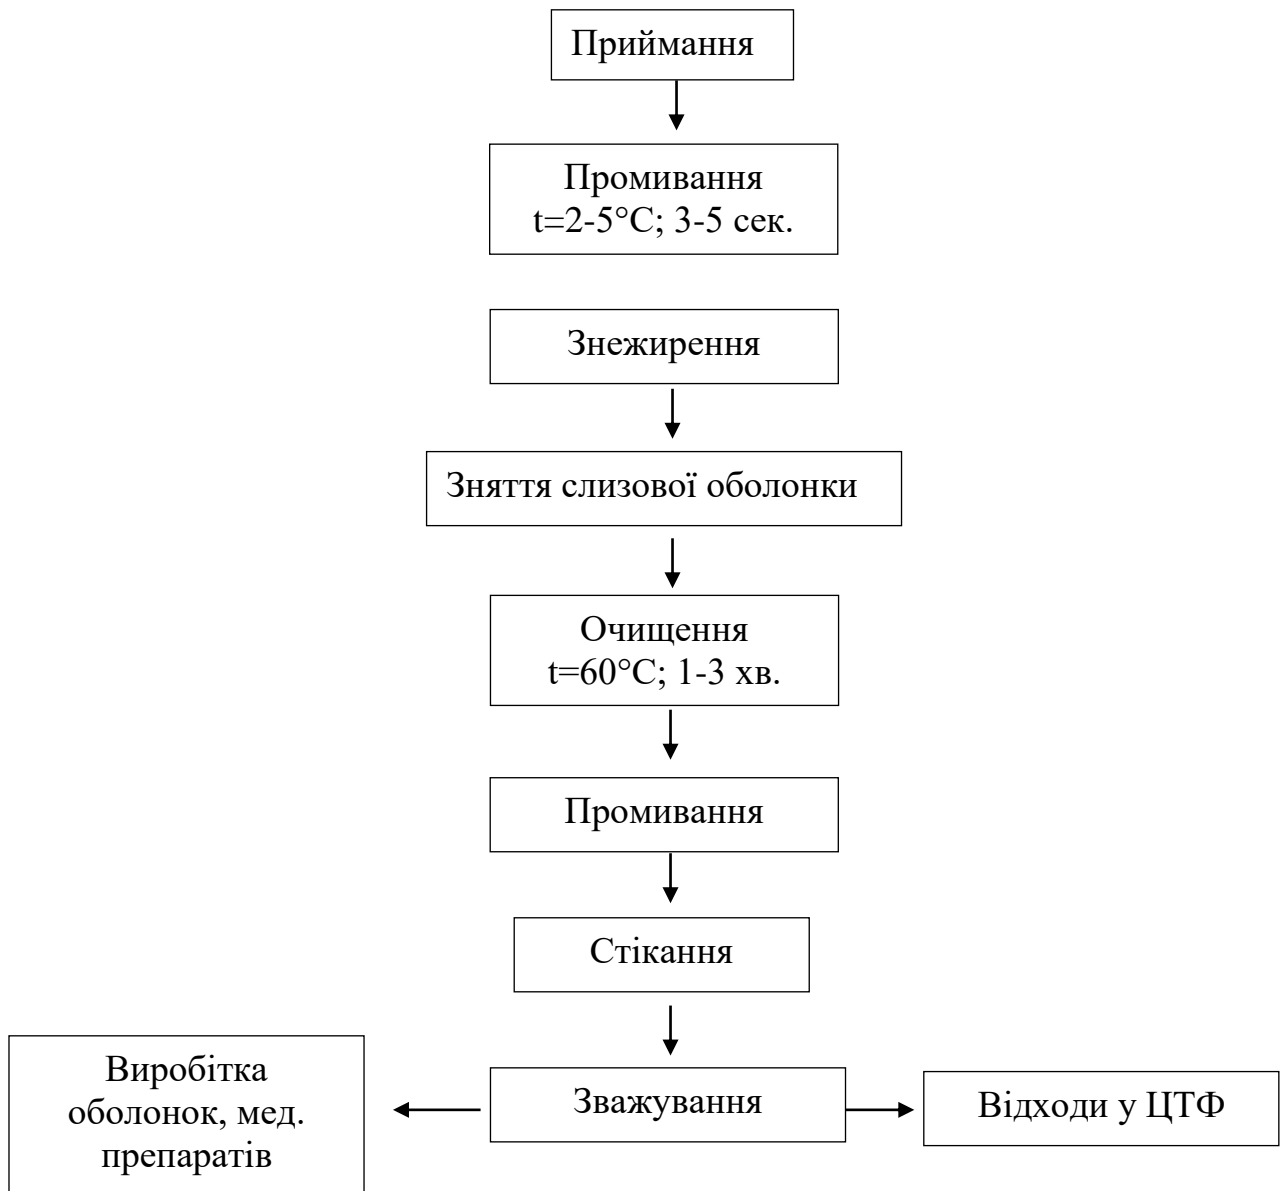 Приймання
Промивання
t=2-5°C; 3-5 сек.
Знежирення
Зняття слизової оболонки
Очищення
t=60°C; 1-3 хв.
Промивання
Стікання
Виробітка
оболонок, мед.
препаратів
Зважування
Відходи у ЦТФ